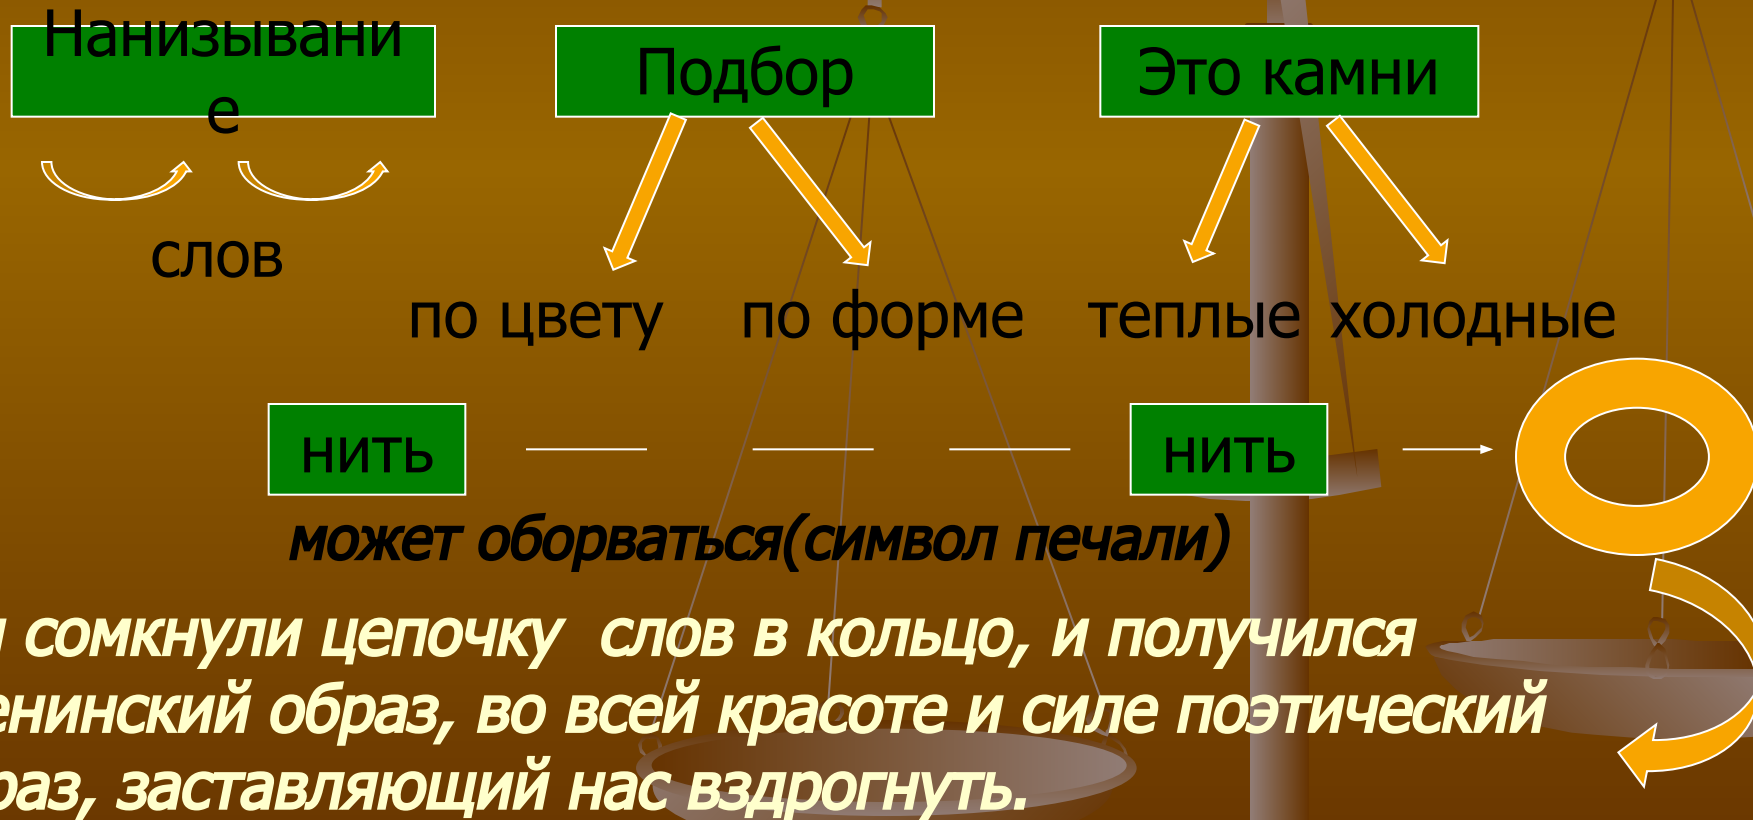 Нанизывани
е
слов
Подбор
по цвету по форме
Это камни
теплые холодные
нить
нить
может оборваться(символ печали)
сомкнули цепочку слов в кольцо, и получился
образ, во всей красоте и силе поэтический
заставляющий нас вздрогнуть.